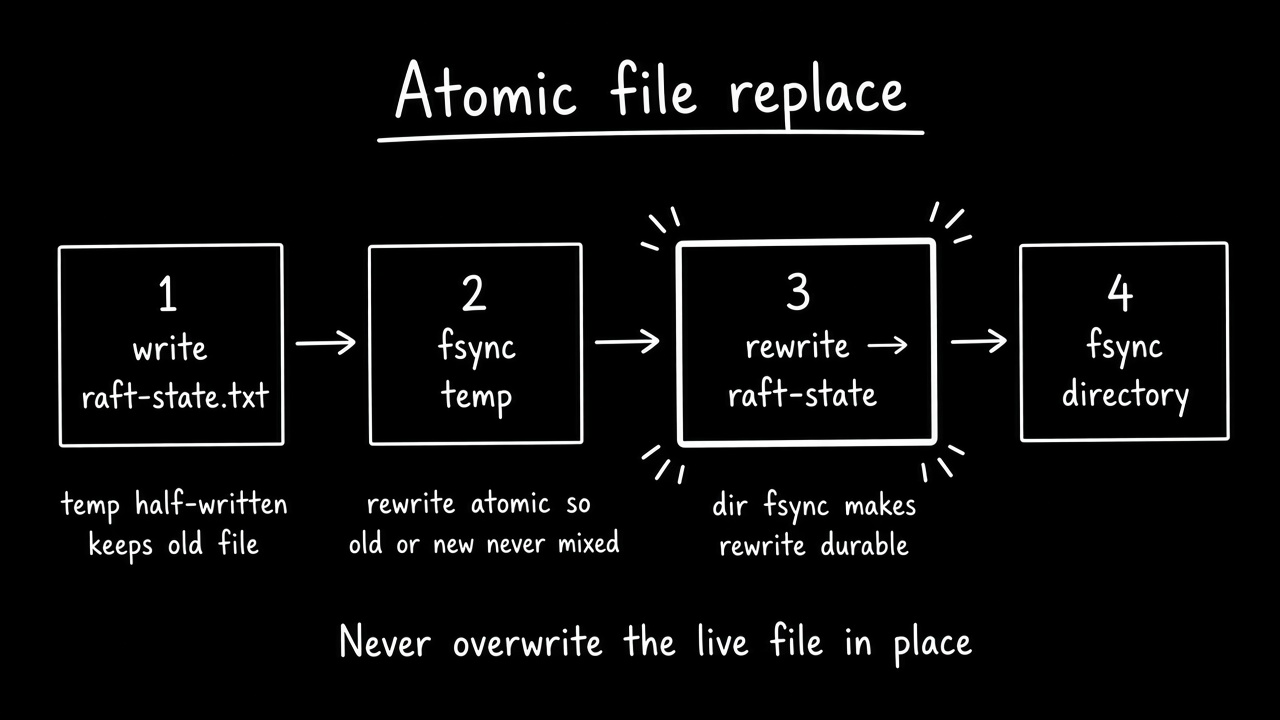 Atomic file replace
1
write
raft-state.txt
2
fsync
temp
3
rewrite →
raft-state
4
fsync
directory
temp half-written
keeps old file
rewrite atomic so
old or new never mixed
dir fsync makes
rewrite durable
Never overwrite the live file in place